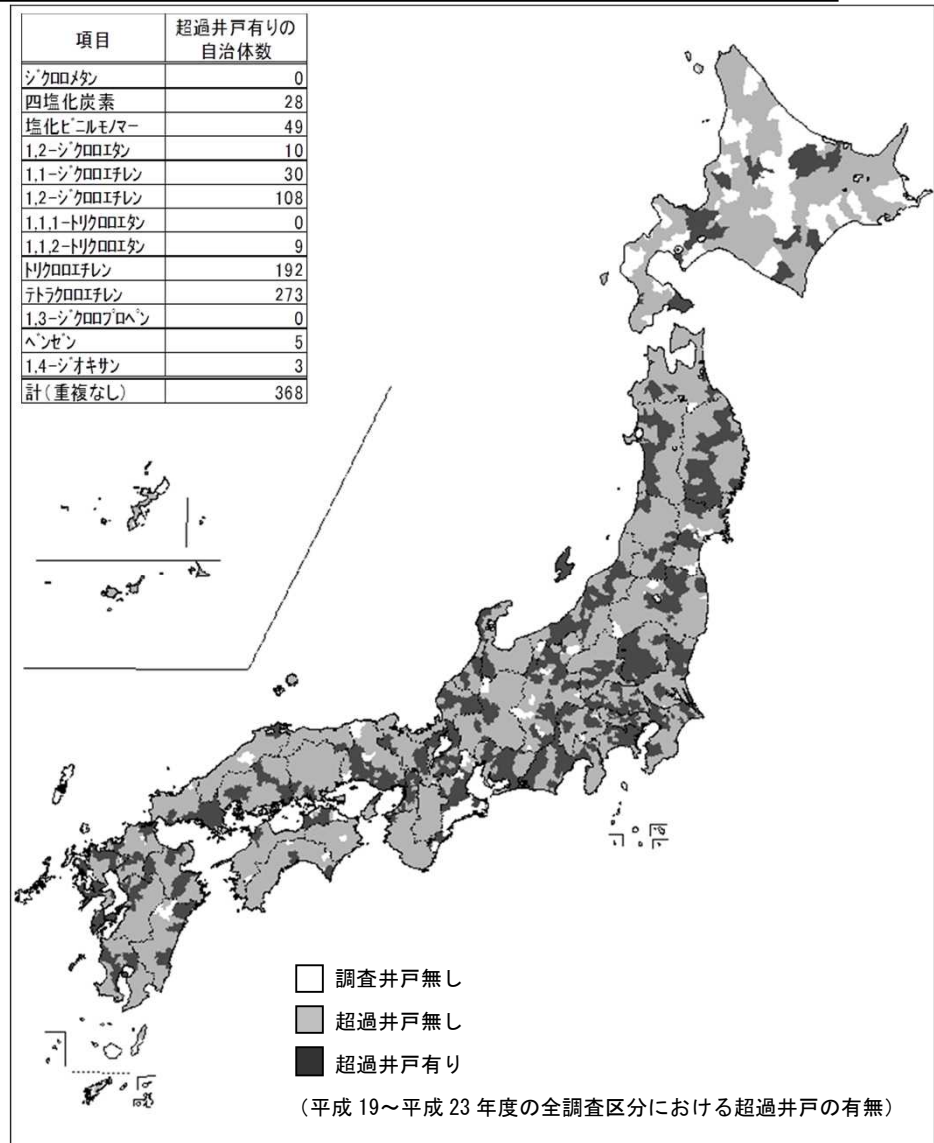 項目 超過井戸有りの
自治体数
ジクロロメタン 0
四塩化炭素 28
塩化ビニルモノマー 49
1,2-ジクロロエタン 10
1,1-ジクロロエチレン 30
1,2-ジクロロエチレン 108
1,1,1-トリクロロエタン 0
1,1,2-トリクロロエタン 9
トリクロロエチレン 192
テトラクロロエチレン 273
1,3-ジクロロプロペン 0
ベンゼン 5
1,4-ジオキサン 3
計(重複なし) 368
調査井戸無し
超過井戸無し
超過井戸有り
(平成 19~平成 23 年度の全調査区分における超過井戸の有無)